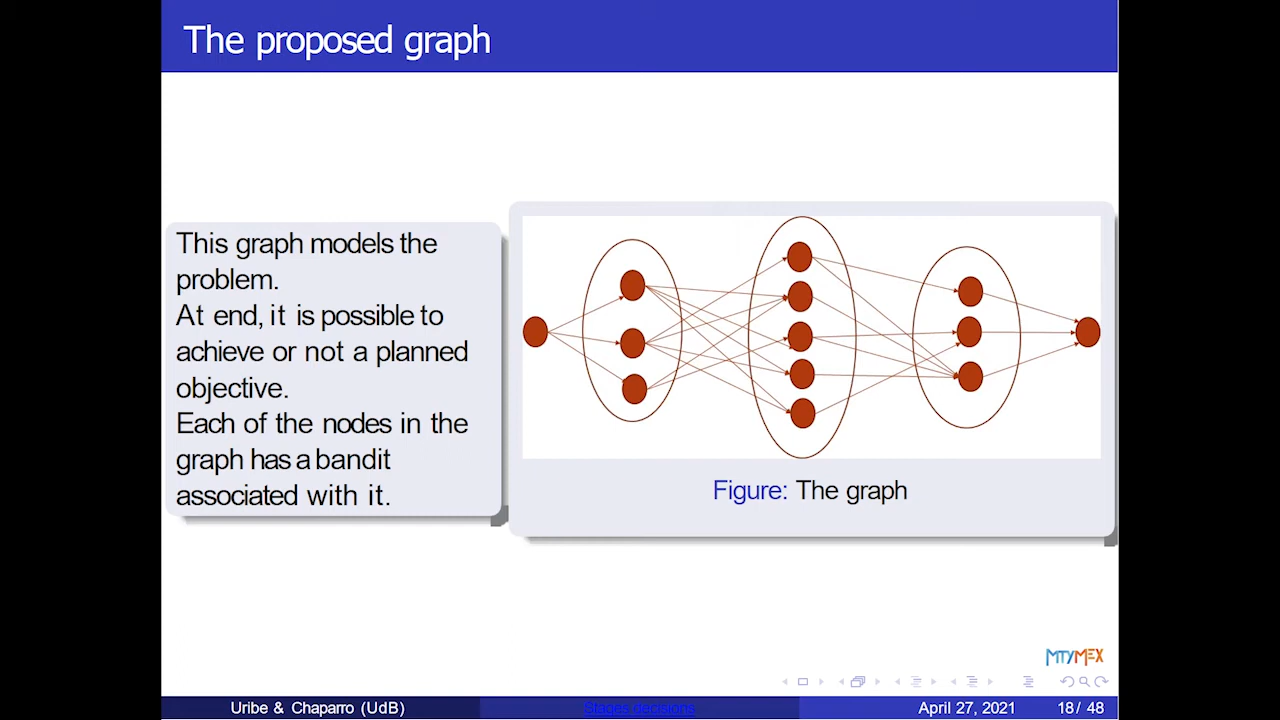 The proposed graph
This graph models the
problem.
At end, it is possible to
achieve or not a planned
objective.
Each of the nodes in the
graph has a bandit
associated with it.
Figure: The graph
MTYMEX
Uribe & Chaparro (UdB)
Stages decisions
April 27, 2021
18 / 48